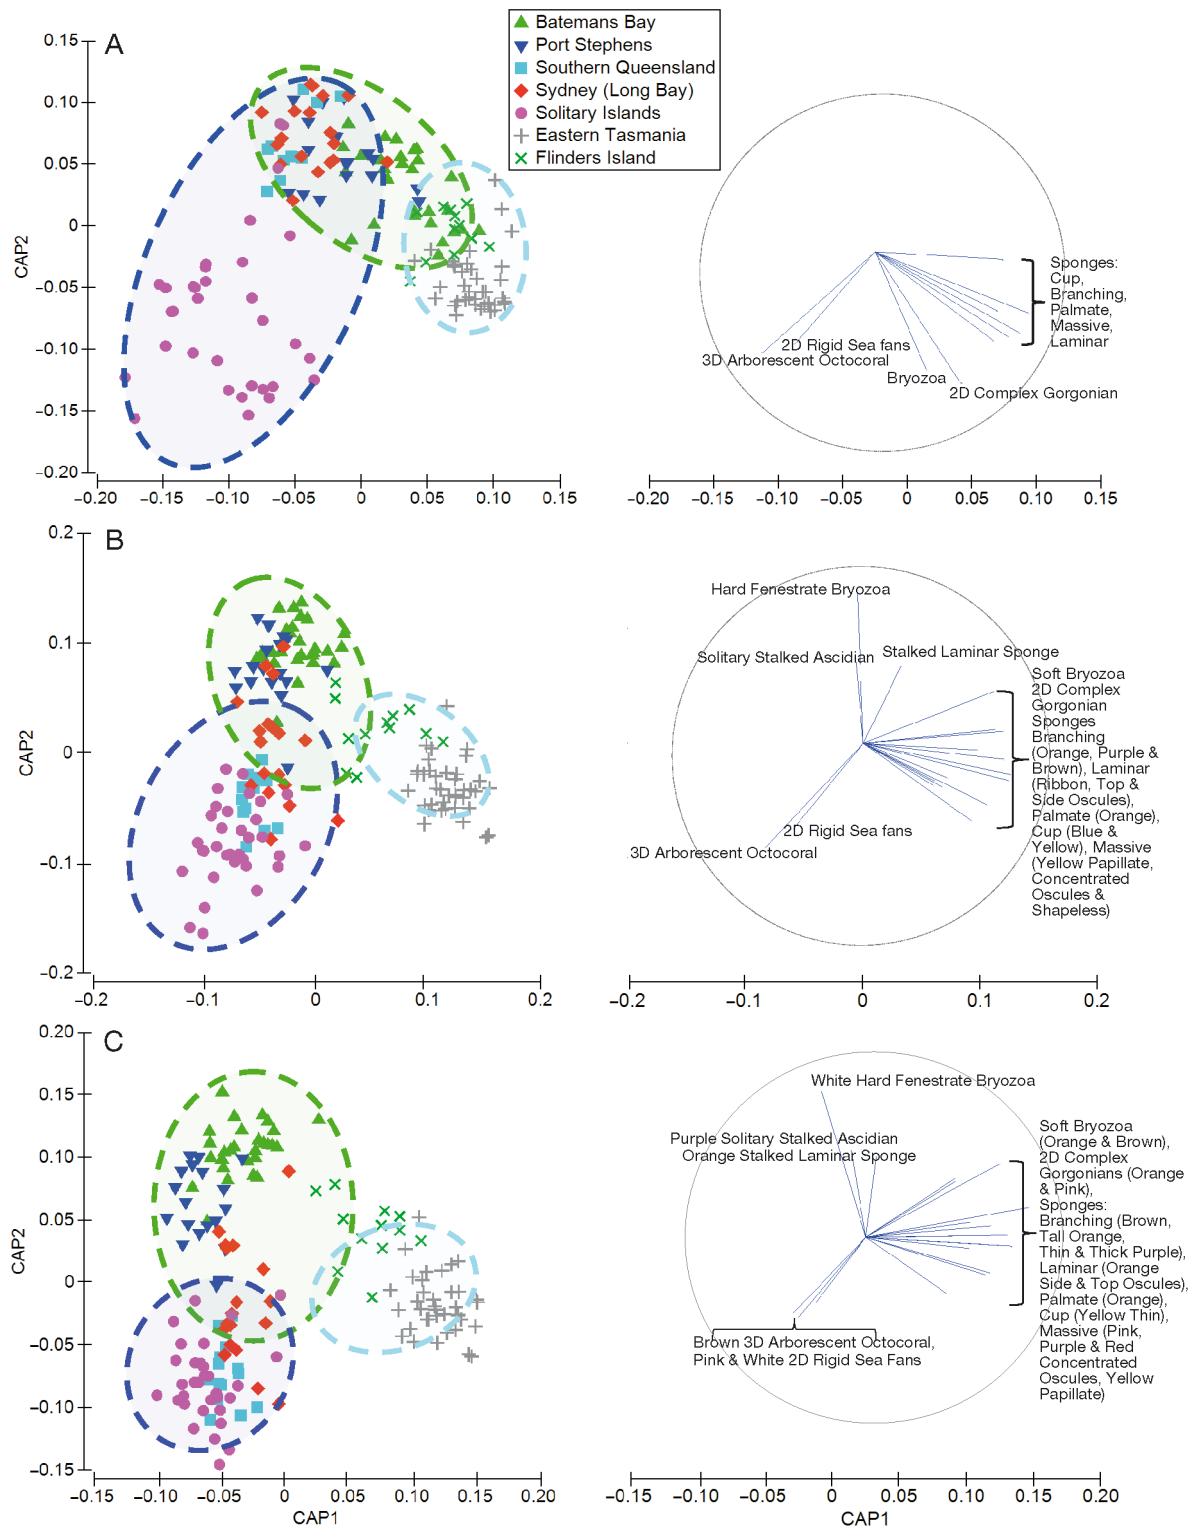 A
Batemans Bay
Port Stephens
Southern Queensland
Sydney (Long Bay)
Solitary Islands
Eastern Tasmania
Flinders Island
0.15
0.10
0.05
0
–0.05
–0.10
–0.15
–0.20
CAP2
–0.20 –0.15 –0.10 –0.05 0 0.05 0.10 0.15
Sponges:
Cup,
Branching,
Palmate,
Massive,
Laminar
2D Rigid Sea fans
3D Arborescent Octocoral
Bryozoa
2D Complex Gorgonian
–0.20 –0.15 –0.10 –0.05 0 0.05 0.10 0.15
B
0.2
0.1
0
–0.1
–0.2
CAP2
–0.2 –0.1 0 0.1 0.2
Hard Fenestrate Bryozoa
Solitary Stalked Ascidian
Stalked Laminar Sponge
Soft Bryozoa
2D Complex
Gorgonian
Sponges
Branching
(Orange, Purple &
Brown), Laminar
(Ribbon, Top &
Side Oscules),
Palmate (Orange),
Cup (Blue &
Yellow), Massive
(Yellow Papillate,
Concentrated
Oscules &
Shapeless)
2D Rigid Sea fans
3D Arborescent Octocoral
–0.2 –0.1 0 0.1 0.2
C
0.20
0.15
0.10
0.05
0
–0.05
–0.10
–0.15
CAP2
–0.15 –0.10 –0.05 0 0.05 0.10 0.15 0.20
CAP1
White Hard Fenestrate Bryozoa
Purple Solitary Stalked Ascidian
Orange Stalked Laminar Sponge
Soft Bryozoa
(Orange & Brown),
2D Complex
Gorgonians (Orange
& Pink),
Sponges:
Branching (Brown,
Tall Orange,
Thin & Thick Purple),
Laminar (Orange
Side & Top Oscules),
Palmate (Orange),
Cup (Yellow Thin),
Massive (Pink,
Purple & Red
Concentrated
Oscules, Yellow
Papillate)
Brown 3D Arborescent Octocoral,
Pink & White 2D Rigid Sea Fans
–0.15 –0.10 –0.05 0 0.05 0.10 0.15 0.20
CAP1